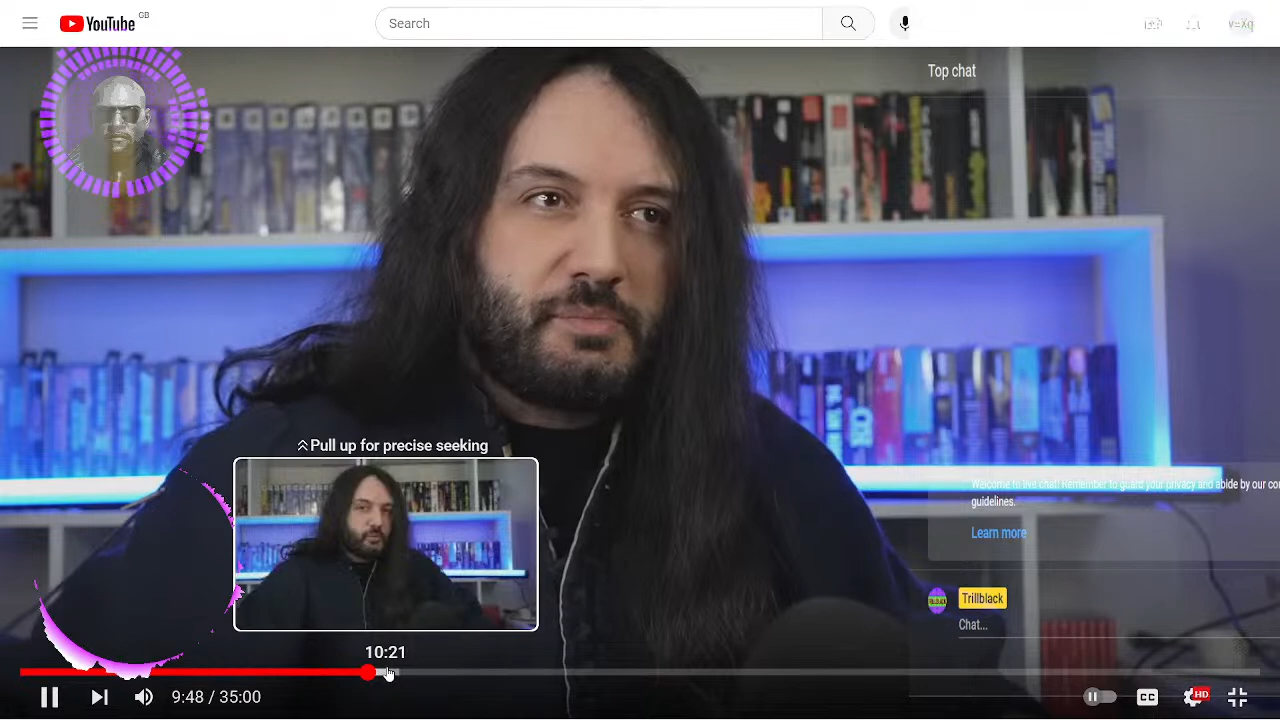 YouTube GB
Search
Top chat
Pull up for precise seeking
Welcome to live chat! Remember to guard your privacy and abide by our
guidelines.
Learn more
Trillblack
Chat...
10:21
9:48 / 35:00
CC
HD